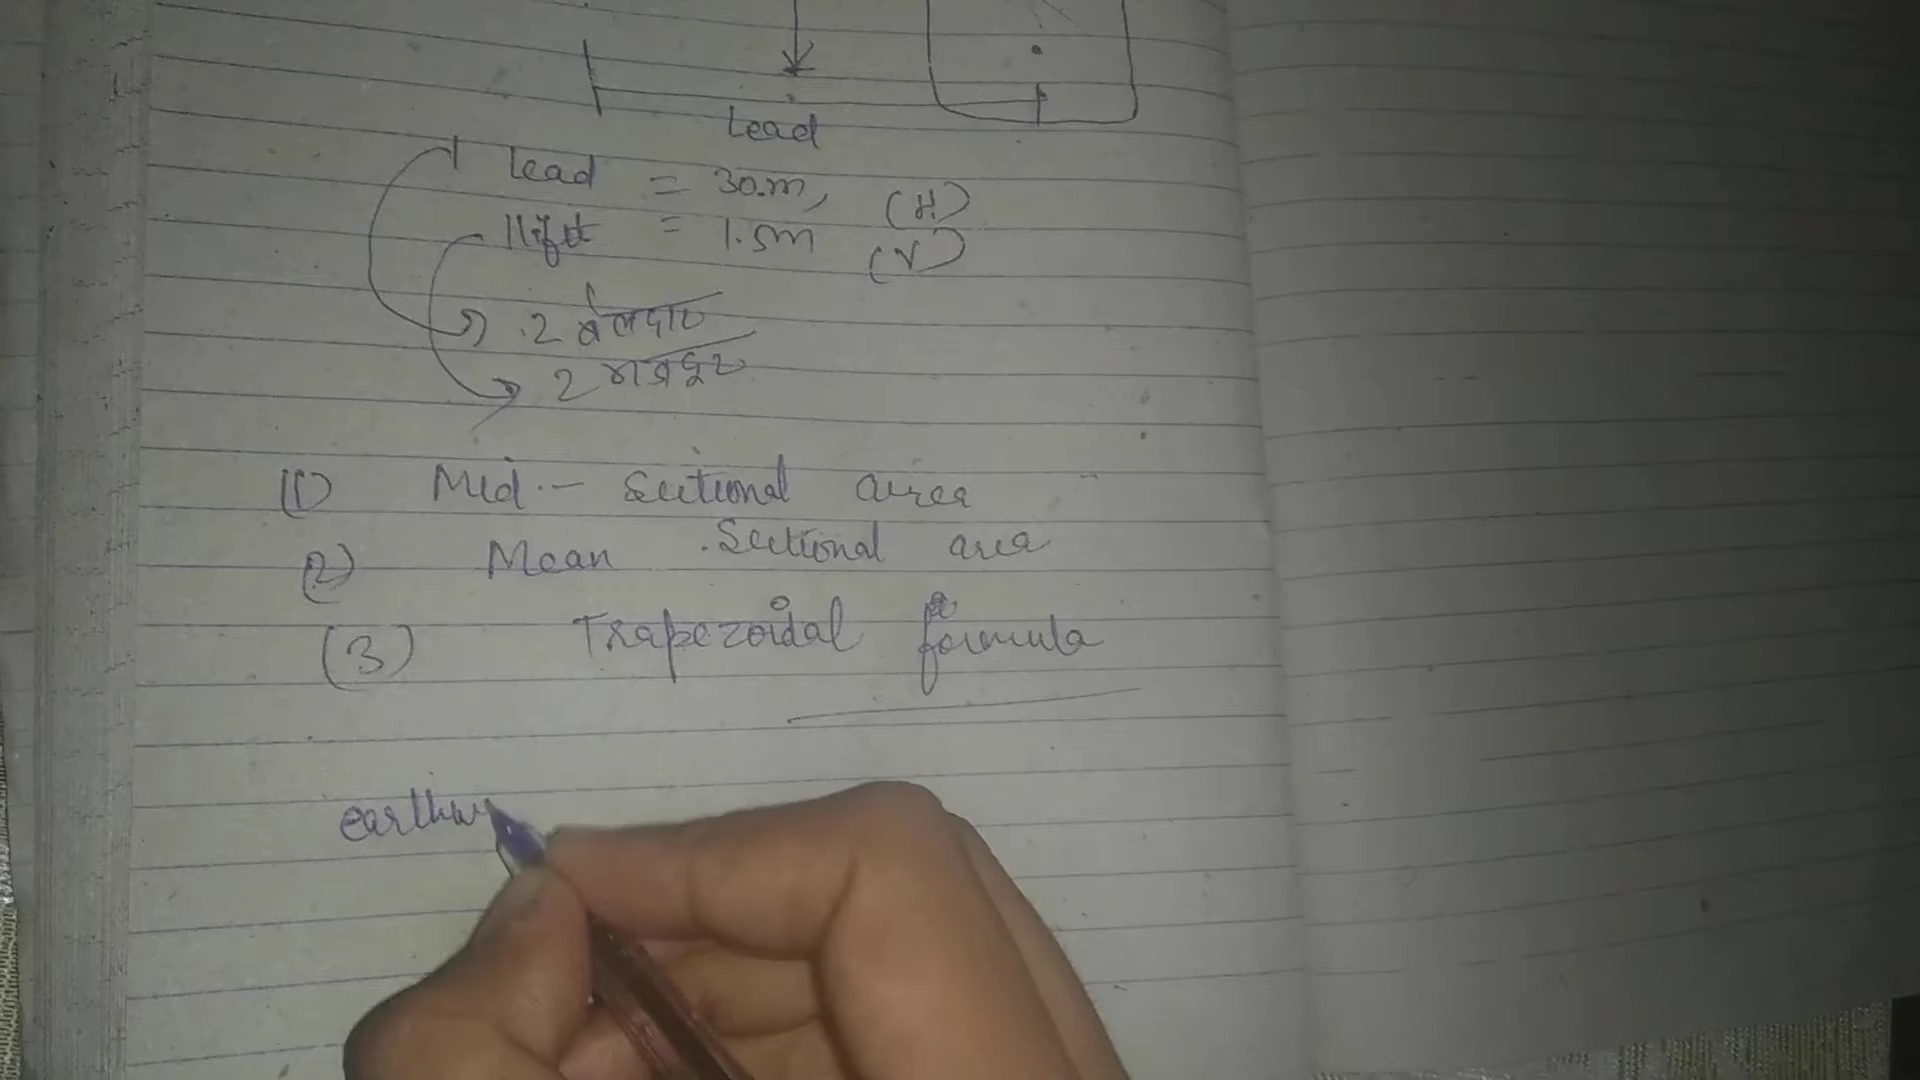 Lead
Lead = 30m, (H)
lift = 1.5m (V)
2 बेलदार
2 मजदूर
(1) Mid - Sectional area
(2) Mean Sectional area
(3) Trapezoidal formula
earthw